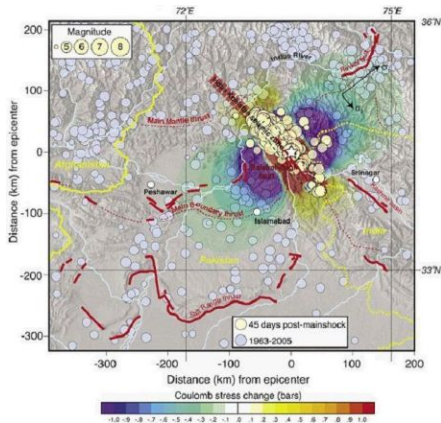 72°E
75°E
36°N
200
Magnitude
5 6 7 8
Indus River
100
Main Mantle thrust
Distance (km) from epicenter
0
Afghanistan
Srinagar
Peshawar
Main Boundary thrust
-100
Islamabad
India
33°N
-200
Pakistan
Salt Range thrust
-300
45 days post-mainshock
1963-2005
-300 -200 -100 0 100 200
Distance (km) from epicenter
Coulomb stress change (bars)
-1.0 -.9 -.8 -.7 -.6 -.5 -.4 -.3 -.2 -.1 .0 .1 .2 .3 .4 .5 .6 .7 .8 .9 1.0